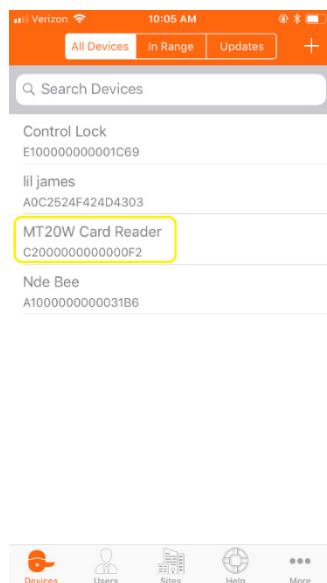 Verizon 10:05 AM
All Devices In Range Updates +
Search Devices
Control Lock
E100000000001C69
lil james
A0C2524F424D4303
MT20W Card Reader
C2000000000000F2
Nde Bee
A1000000000031B6
Devices Users Sites Help More